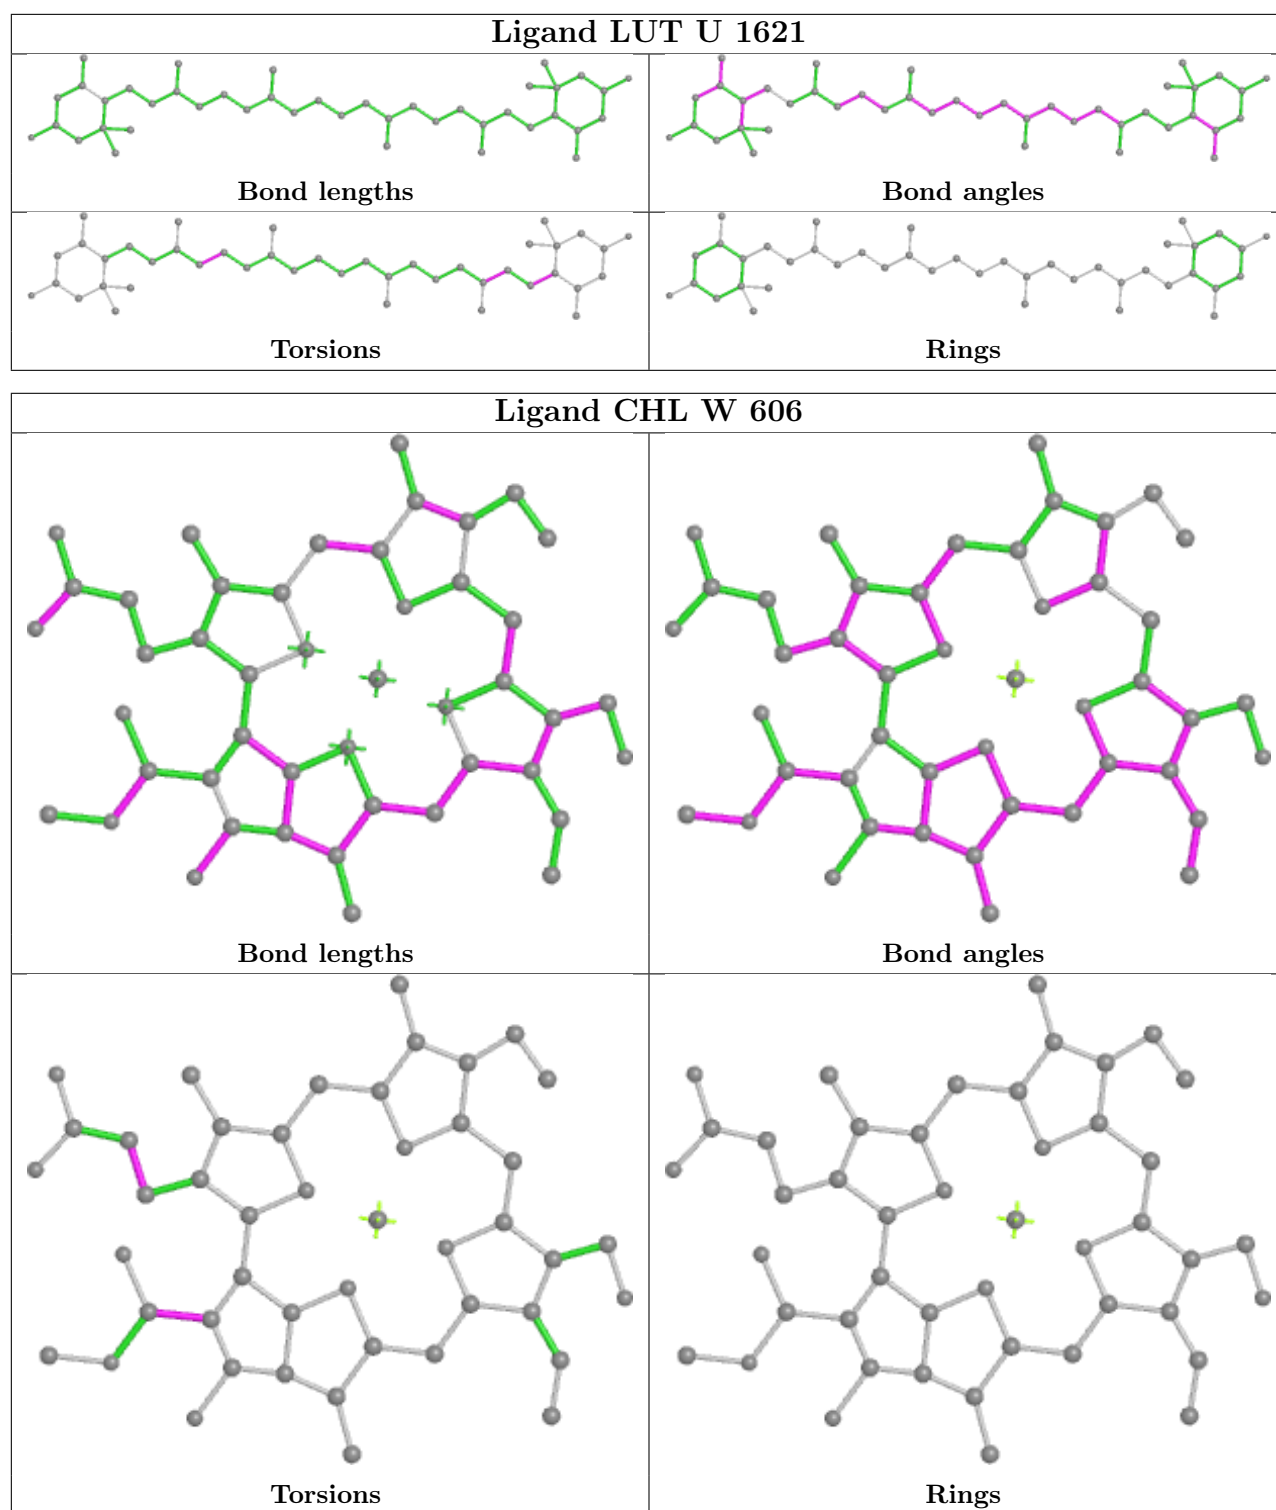 Ligand LUT U 1621
Bond lengths
Bond angles
Torsions
Rings
Ligand CHL W 606
Bond lengths
Bond angles
Torsions
Rings